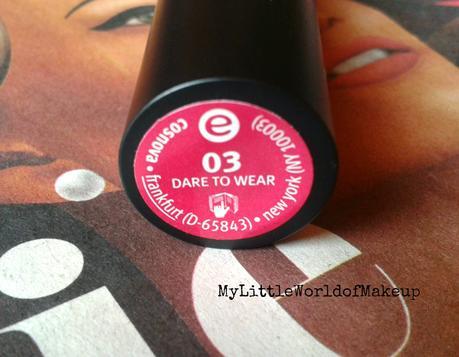 e
03
DARE TO WEAR
cosnova • frankfurt (D-65843) • new york (NY 10003)
MyLittleWorldofMakeup